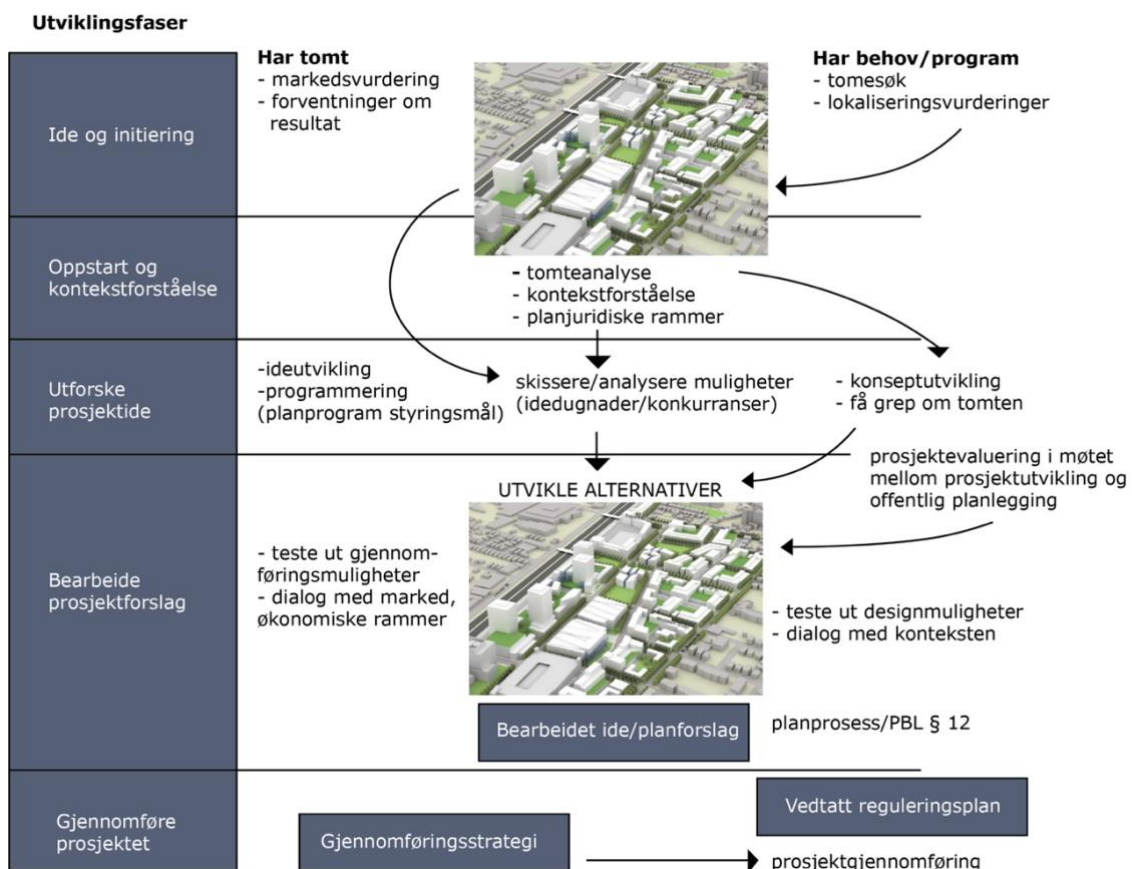 Utviklingsfaser
Har tomt
- markedsvurdering
- forventninger om
resultat
Har behov/program
- tomesøk
- lokaliseringsvurderinger
Ide og initiering
Oppstart og
kontekstforståelse
- tomteanalyse
- kontekstforståelse
- planjuridiske rammer
Utforske
prosjektide
-ideutvikling
-programmering
(planprogram styringsmål)
skissere/analysere muligheter
(idedugnader/konkurranser)
- konseptutvikling
- få grep om tomten
prosjektevaluering i møtet
mellom prosjektutvikling og
offentlig planlegging
UTVIKLE ALTERNATIVER
Bearbeide
prosjektforslag
- teste ut gjennom-
føringsmuligheter
- dialog med marked,
økonomiske rammer
- teste ut designmuligheter
- dialog med konteksten
Bearbeidet ide/planforslag
planprosess/PBL § 12
Gjennomføre
prosjektet
Gjennomføringsstrategi
Vedtatt reguleringsplan
prosjektgjennomføring